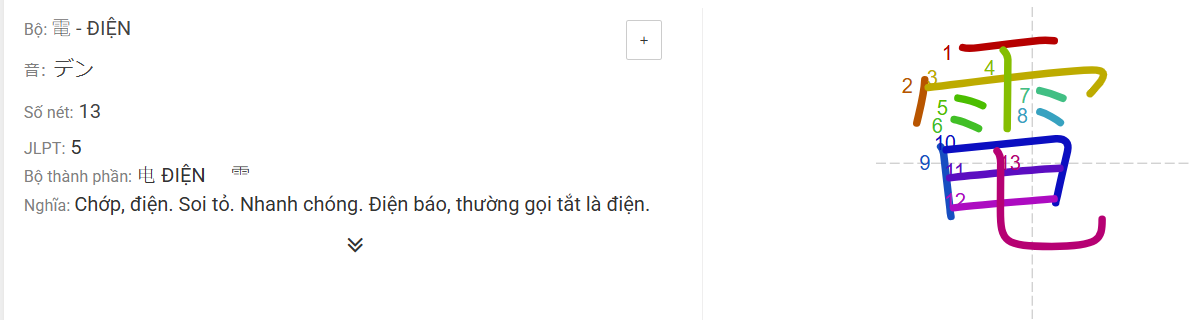 Bộ: 電 - ĐIỆN
+
音: デン
Số nét: 13
JLPT: 5
Bộ thành phần: 电 ĐIỆN ⻗
Nghĩa: Chớp, điện. Soi tỏ. Nhanh chóng. Điện báo, thường gọi tắt là điện.
電
1
2
3
4
5
6
7
8
9
10
11
12
13